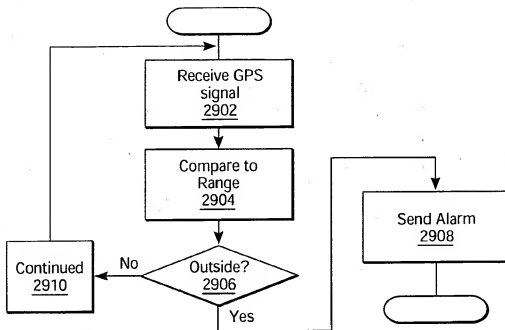 Receive GPS
signal
2902
Compare to
Range
2904
Outside?
2906
No
Yes
Continued
2910
Send Alarm
2908